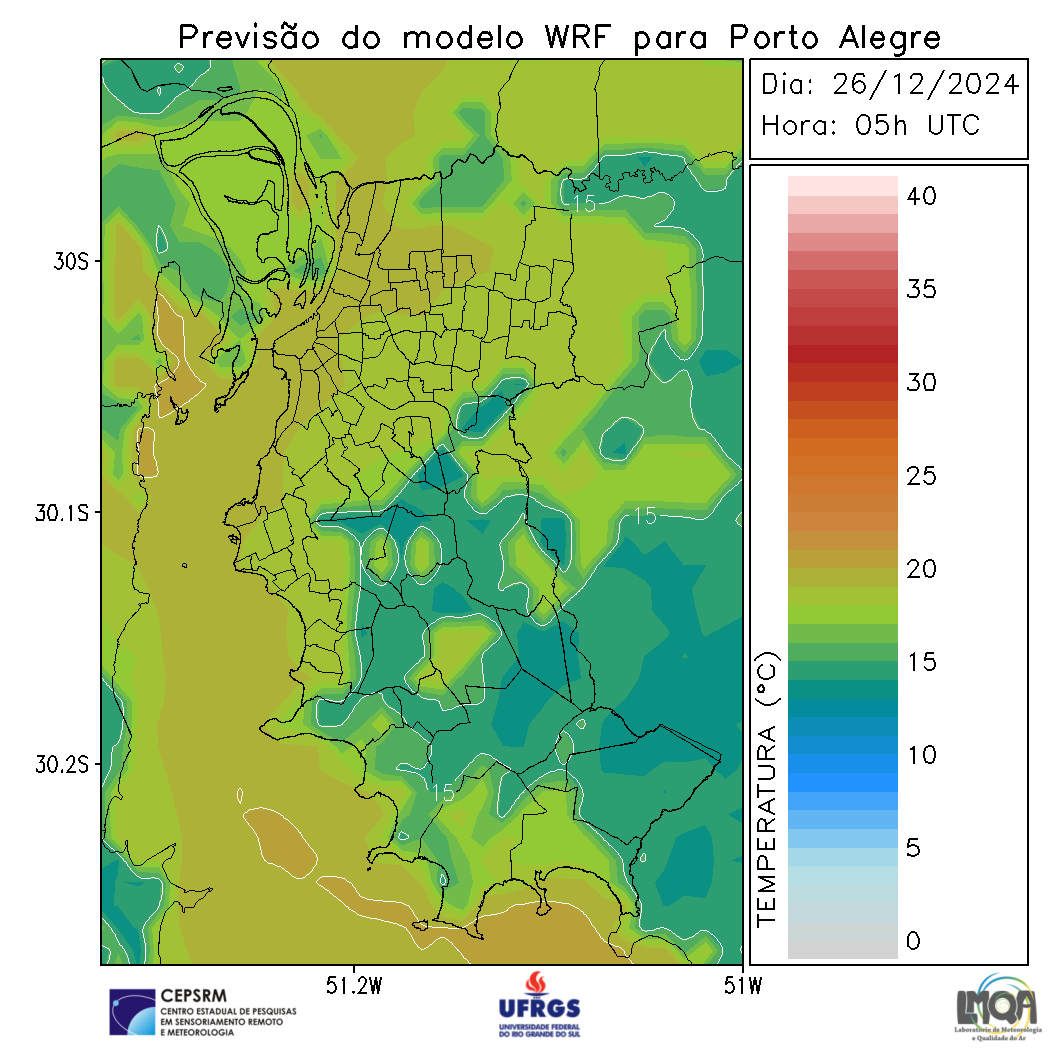 Previsão do modelo WRF para Porto Alegre
Dia: 26/12/2024
Hora: 05h UTC
40
35
30
25
20
15
10
5
0
TEMPERATURA (°C)
30S
30.1S
30.2S
15
15
15
51.2W
51W
CEPSRM
CENTRO ESTADUAL DE PESQUISAS
EM SENSORIAMENTO REMOTO
E METEOROLOGIA
UFRGS
UNIVERSIDADE FEDERAL
DO RIO GRANDE DO SUL
LMQA
Laboratório de Meteorologia
e Qualidade do Ar